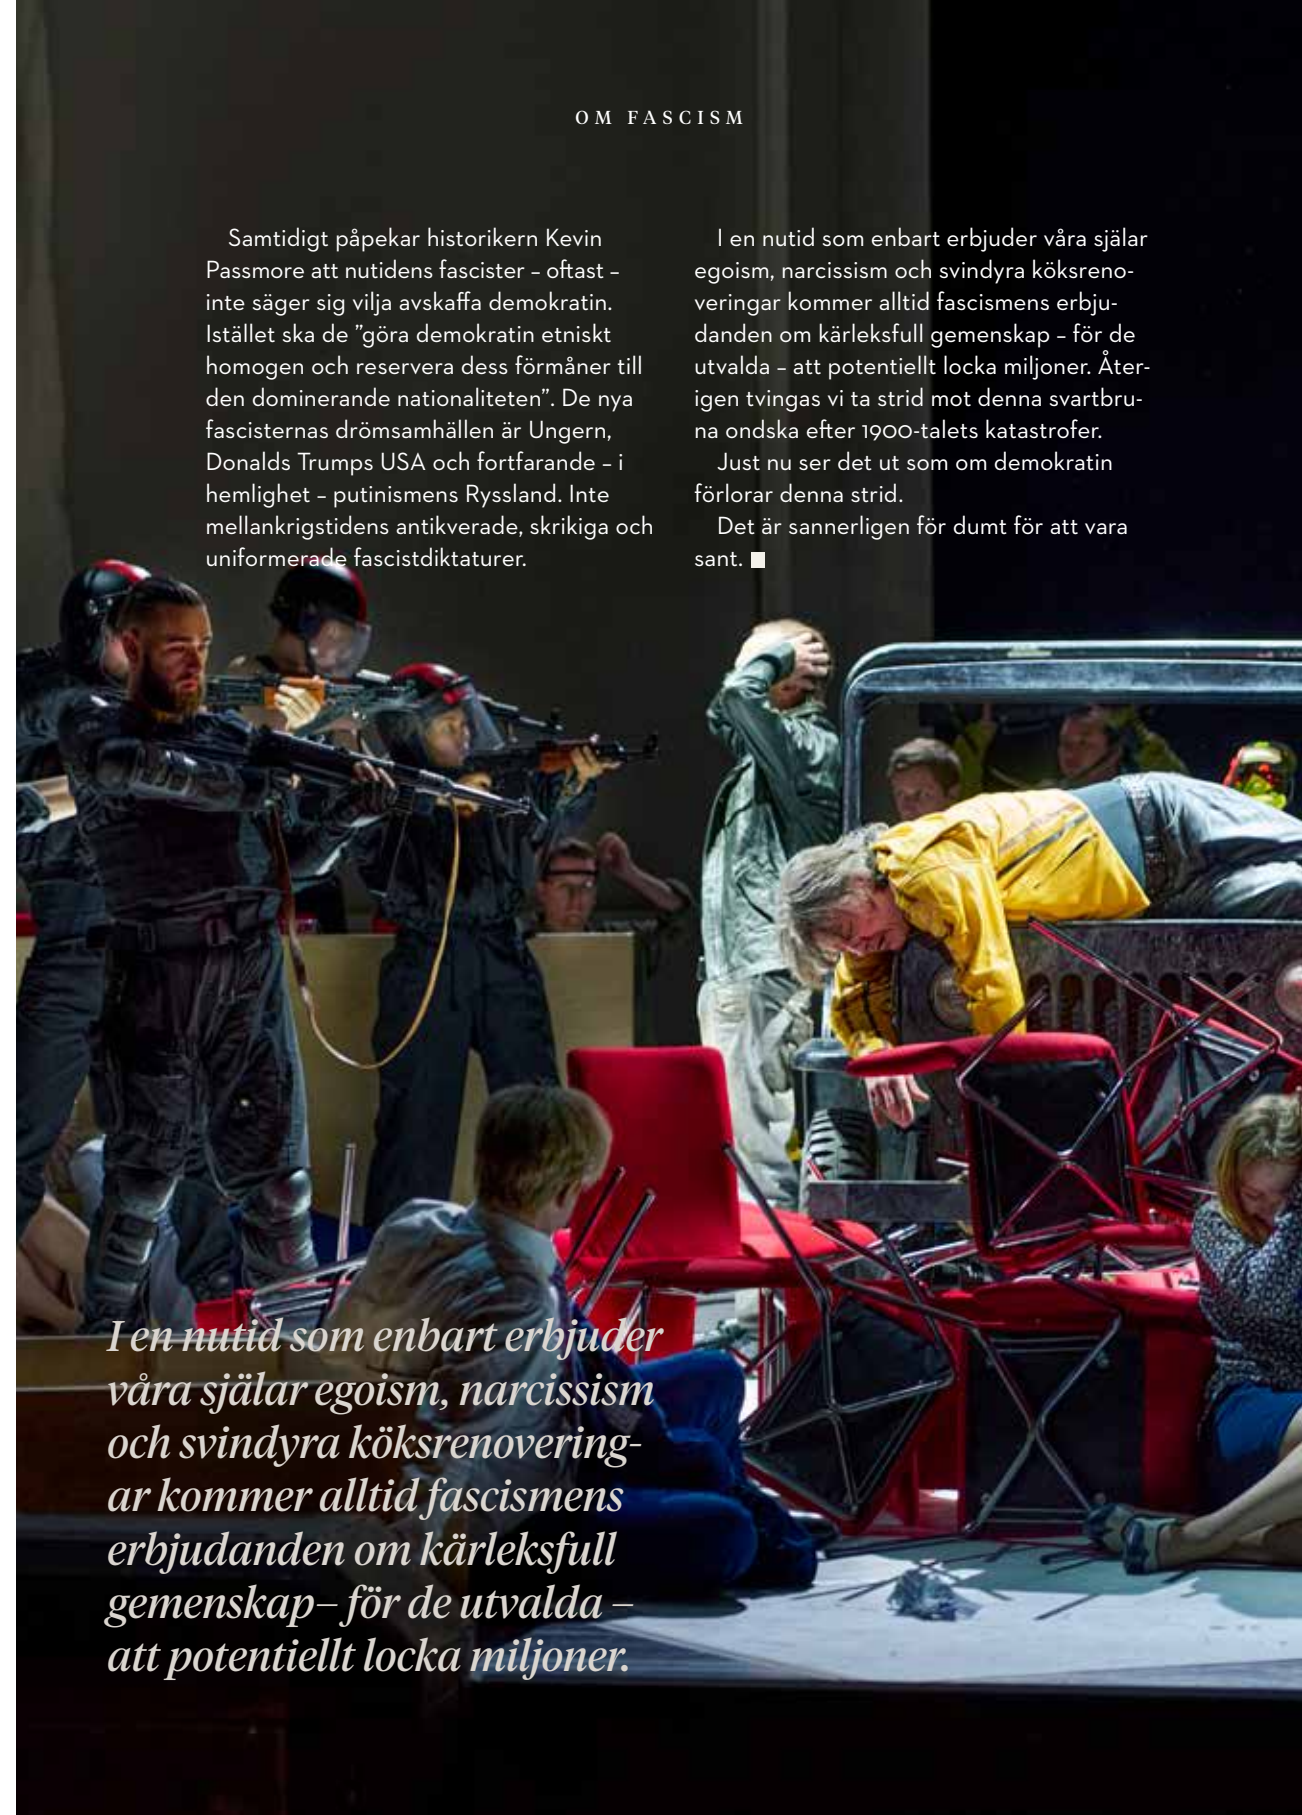 OM FASCISM
Samtidigt påpekar historikern Kevin
Passmore att nutidens fascister – oftast –
inte säger sig vilja avskaffa demokratin.
Istället ska de ”göra demokratin etniskt
homogen och reservera dess förmåner till
den dominerande nationaliteten”. De nya
fascisternas drömsamhällen är Ungern,
Donalds Trumps USA och fortfarande – i
hemlighet – putinismens Ryssland. Inte
mellankrigstidens antikverade, skrikiga och
uniformerade fascistdiktaturer.
I en nutid som enbart erbjuder våra själar
egoism, narcissism och svindyra köksreno-
veringar kommer alltid fascismens erbju-
danden om kärleksfull gemenskap – för de
utvalda – att potentiellt locka miljoner. Åter-
igen tvingas vi ta strid mot denna svartbru-
na ondska efter 1900-talets katastrofer.
Just nu ser det ut som om demokratin
förlorar denna strid.
Det är sannerligen för dumt för att vara
sant. ■
I en nutid som enbart erbjuder
våra själar egoism, narcissism
och svindyra köksrenovering-
ar kommer alltid fascismens
erbjudanden om kärleksfull
gemenskap– för de utvalda –
att potentiellt locka miljoner.